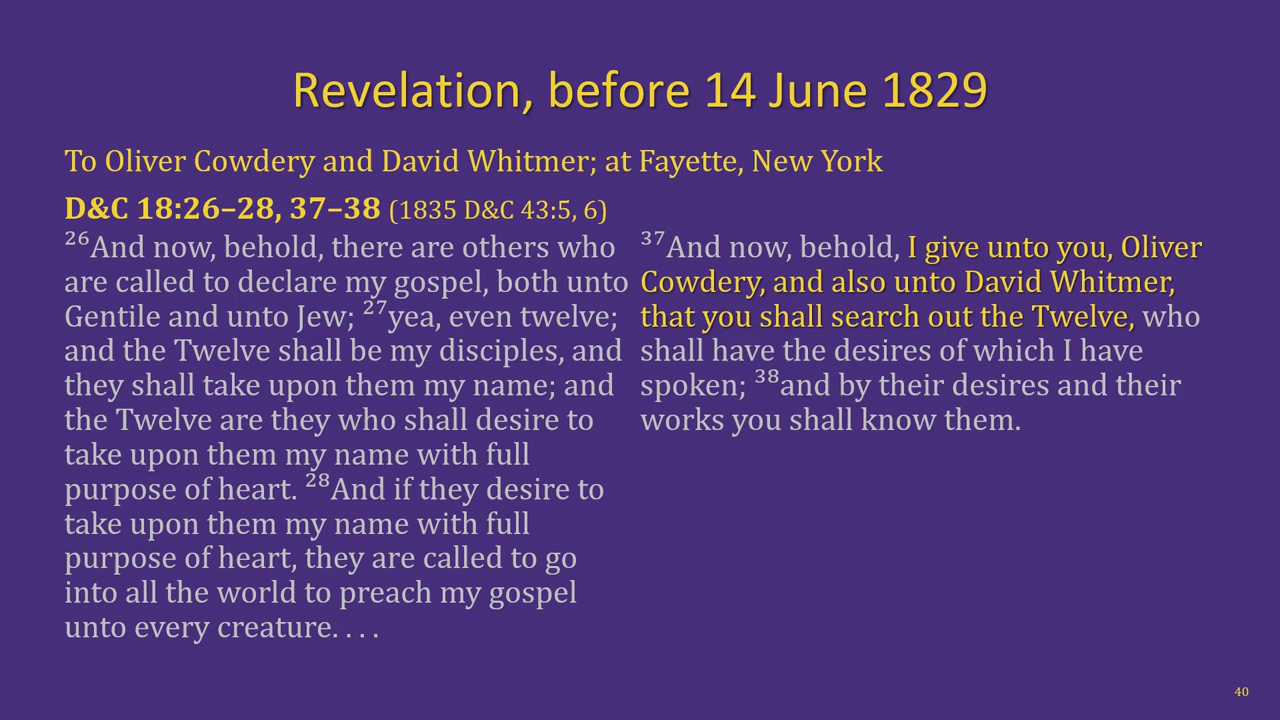 Revelation, before 14 June 1829
To Oliver Cowdery and David Whitmer; at Fayette, New York
D&C 18:26–28, 37–38 (1835 D&C 43:5, 6)
²⁶And now, behold, there are others who
are called to declare my gospel, both unto
Gentile and unto Jew; ²⁷yea, even twelve;
and the Twelve shall be my disciples, and
they shall take upon them my name; and
the Twelve are they who shall desire to
take upon them my name with full
purpose of heart. ²⁸And if they desire to
take upon them my name with full
purpose of heart, they are called to go
into all the world to preach my gospel
unto every creature. . . .
³⁷And now, behold, I give unto you, Oliver
Cowdery, and also unto David Whitmer,
that you shall search out the Twelve, who
shall have the desires of which I have
spoken; ³⁸and by their desires and their
works you shall know them.
40